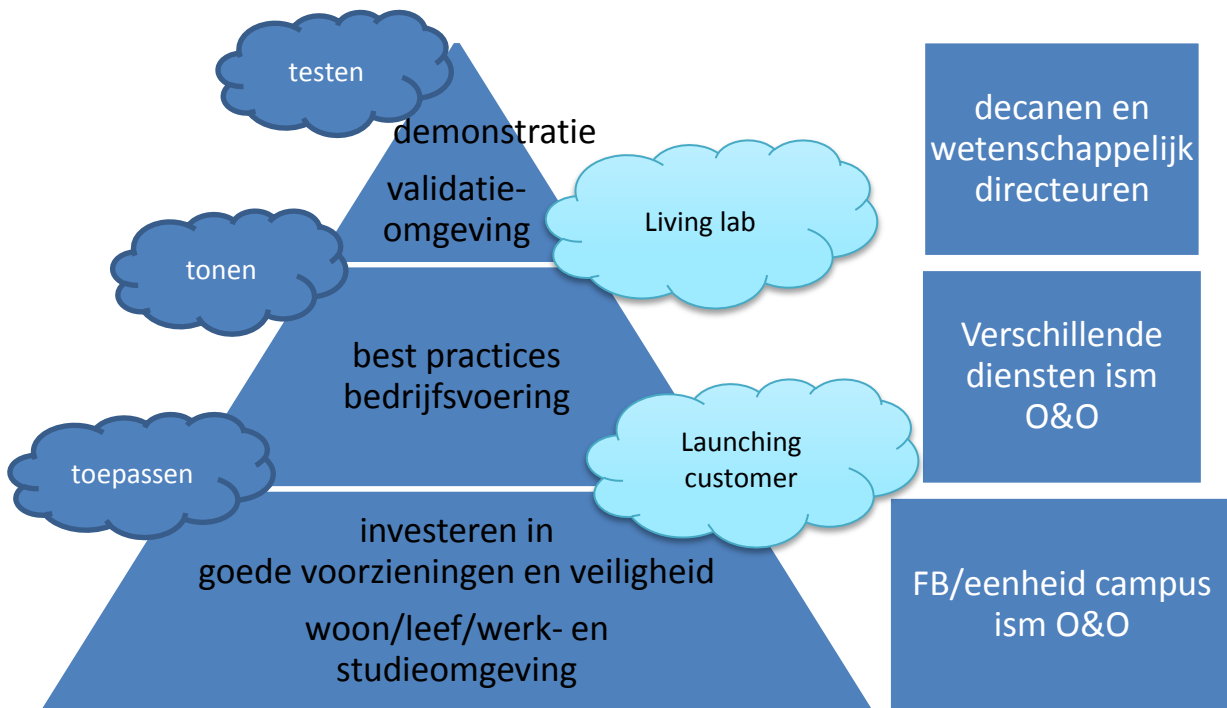 testen
demonstratie
validatie-
omgeving
Living lab
decanen en
wetenschappelijk
directeuren
tonen
best practices
bedrijfsvoering
Verschillende
diensten ism
O&O
toepassen
Launching
customer
investeren in
goede voorzieningen en veiligheid
woon/leef/werk- en
studieomgeving
FB/eenheid campus
ism O&O